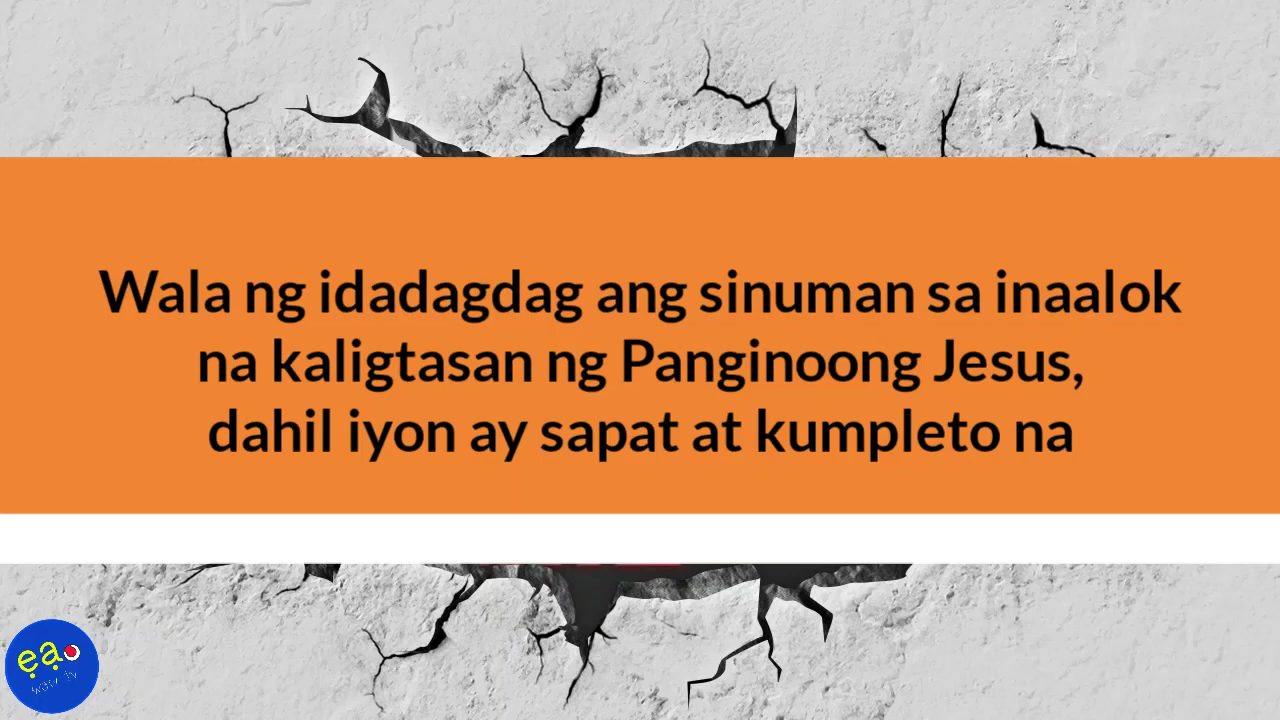 Wala ng idadagdag ang sinuman sa inaalok
na kaligtasan ng Panginoong Jesus,
dahil iyon ay sapat at kumpleto na